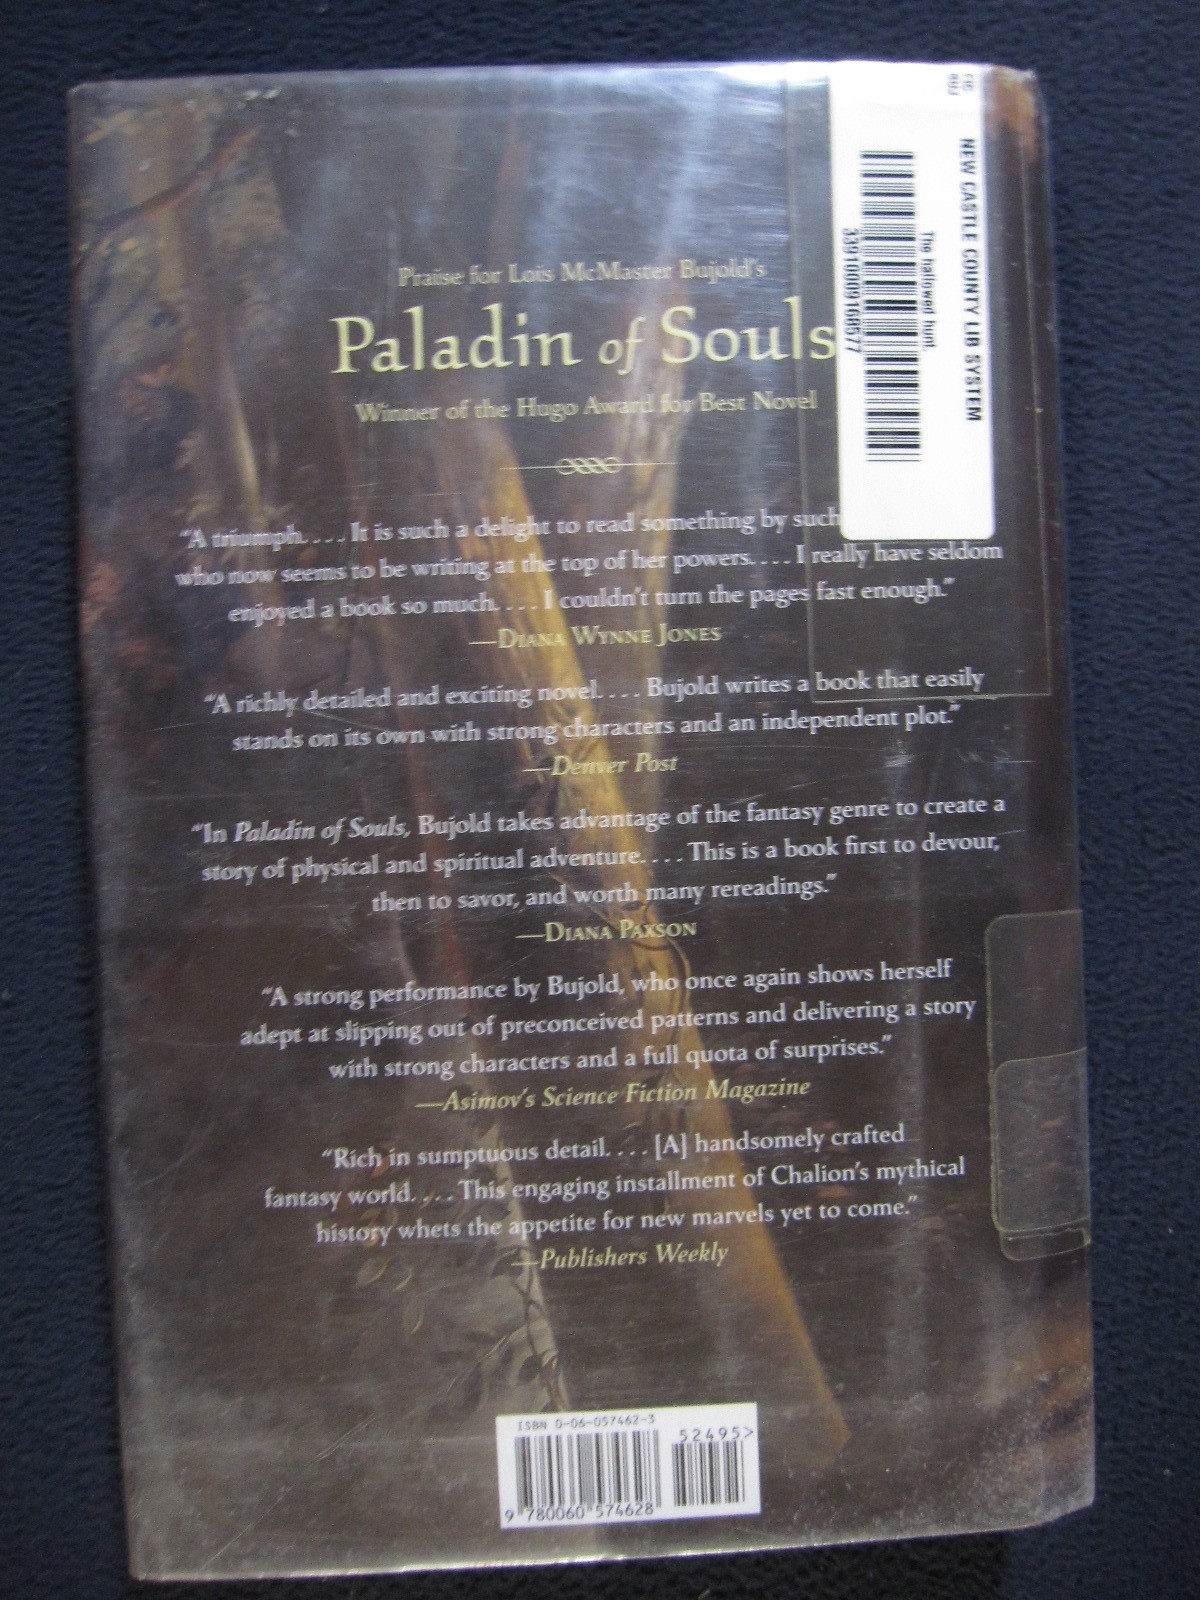 NEW CASTLE COUNTY LIB SYSTEM
The hallowed hunt.
33910009166577
Praise for Lois McMaster Bujold's
Paladin of Souls
Winner of the Hugo Award for Best Novel
“A triumph. . . . It is such a delight to read something by such
who now seems to be writing at the top of her powers. . . . I really have seldom
enjoyed a book so much. . . . I couldn't turn the pages fast enough.”
—Diana Wynne Jones
“A richly detailed and exciting novel. . . . Bujold writes a book that easily
stands on its own with strong characters and an independent plot.”
—Denver Post
“In Paladin of Souls, Bujold takes advantage of the fantasy genre to create a
story of physical and spiritual adventure. . . . This is a book first to devour,
then to savor, and worth many rereadings.”
—Diana Paxson
“A strong performance by Bujold, who once again shows herself
adept at slipping out of preconceived patterns and delivering a story
with strong characters and a full quota of surprises.”
—Asimov's Science Fiction Magazine
“Rich in sumptuous detail. . . . [A] handsomely crafted
fantasy world. . . . This engaging installment of Chalion's mythical
history whets the appetite for new marvels yet to come.”
—Publishers Weekly
ISBN 0-06-057462-3
52495>
9 780060 574628